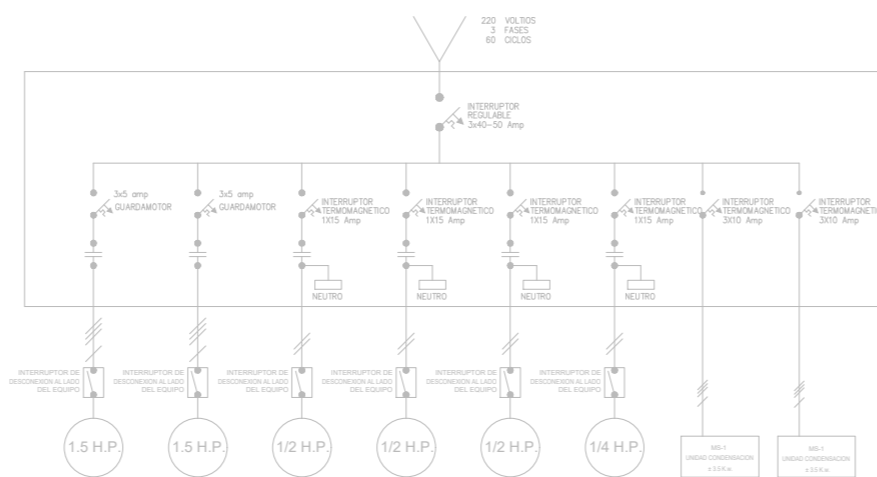 220 VOLTIOS
3 FASES
60 CICLOS
INTERRUPTOR
REGULABLE
3x40-50 Amp
3x5 amp
GUARDAMOTOR
3x5 amp
GUARDAMOTOR
INTERRUPTOR
TERMOMAGNETICO
1X15 Amp
INTERRUPTOR
TERMOMAGNETICO
1X15 Amp
INTERRUPTOR
TERMOMAGNETICO
1X15 Amp
INTERRUPTOR
TERMOMAGNETICO
1X15 Amp
INTERRUPTOR
TERMOMAGNETICO
3X10 Amp
INTERRUPTOR
TERMOMAGNETIC
3X10 Amp
NEUTRO
NEUTRO
NEUTRO
NEUTRO
INTERRUPTOR DE
DESCONEXION AL LADO
DEL EQUIPO
INTERRUPTOR DE
DESCONEXION AL LADO
DEL EQUIPO
INTERRUPTOR DE
DESCONEXION AL LADO
DEL EQUIPO
INTERRUPTOR DE
DESCONEXION AL LADO
DEL EQUIPO
INTERRUPTOR DE
DESCONEXION AL LADO
DEL EQUIPO
INTERRUPTOR DE
DESCONEXION AL LADO
DEL EQUIPO
1.5 H.P.
1.5 H.P.
1/2 H.P.
1/2 H.P.
1/2 H.P.
1/4 H.P.
UNIDAD CONDENSACION
UNIDAD CONDENSACION